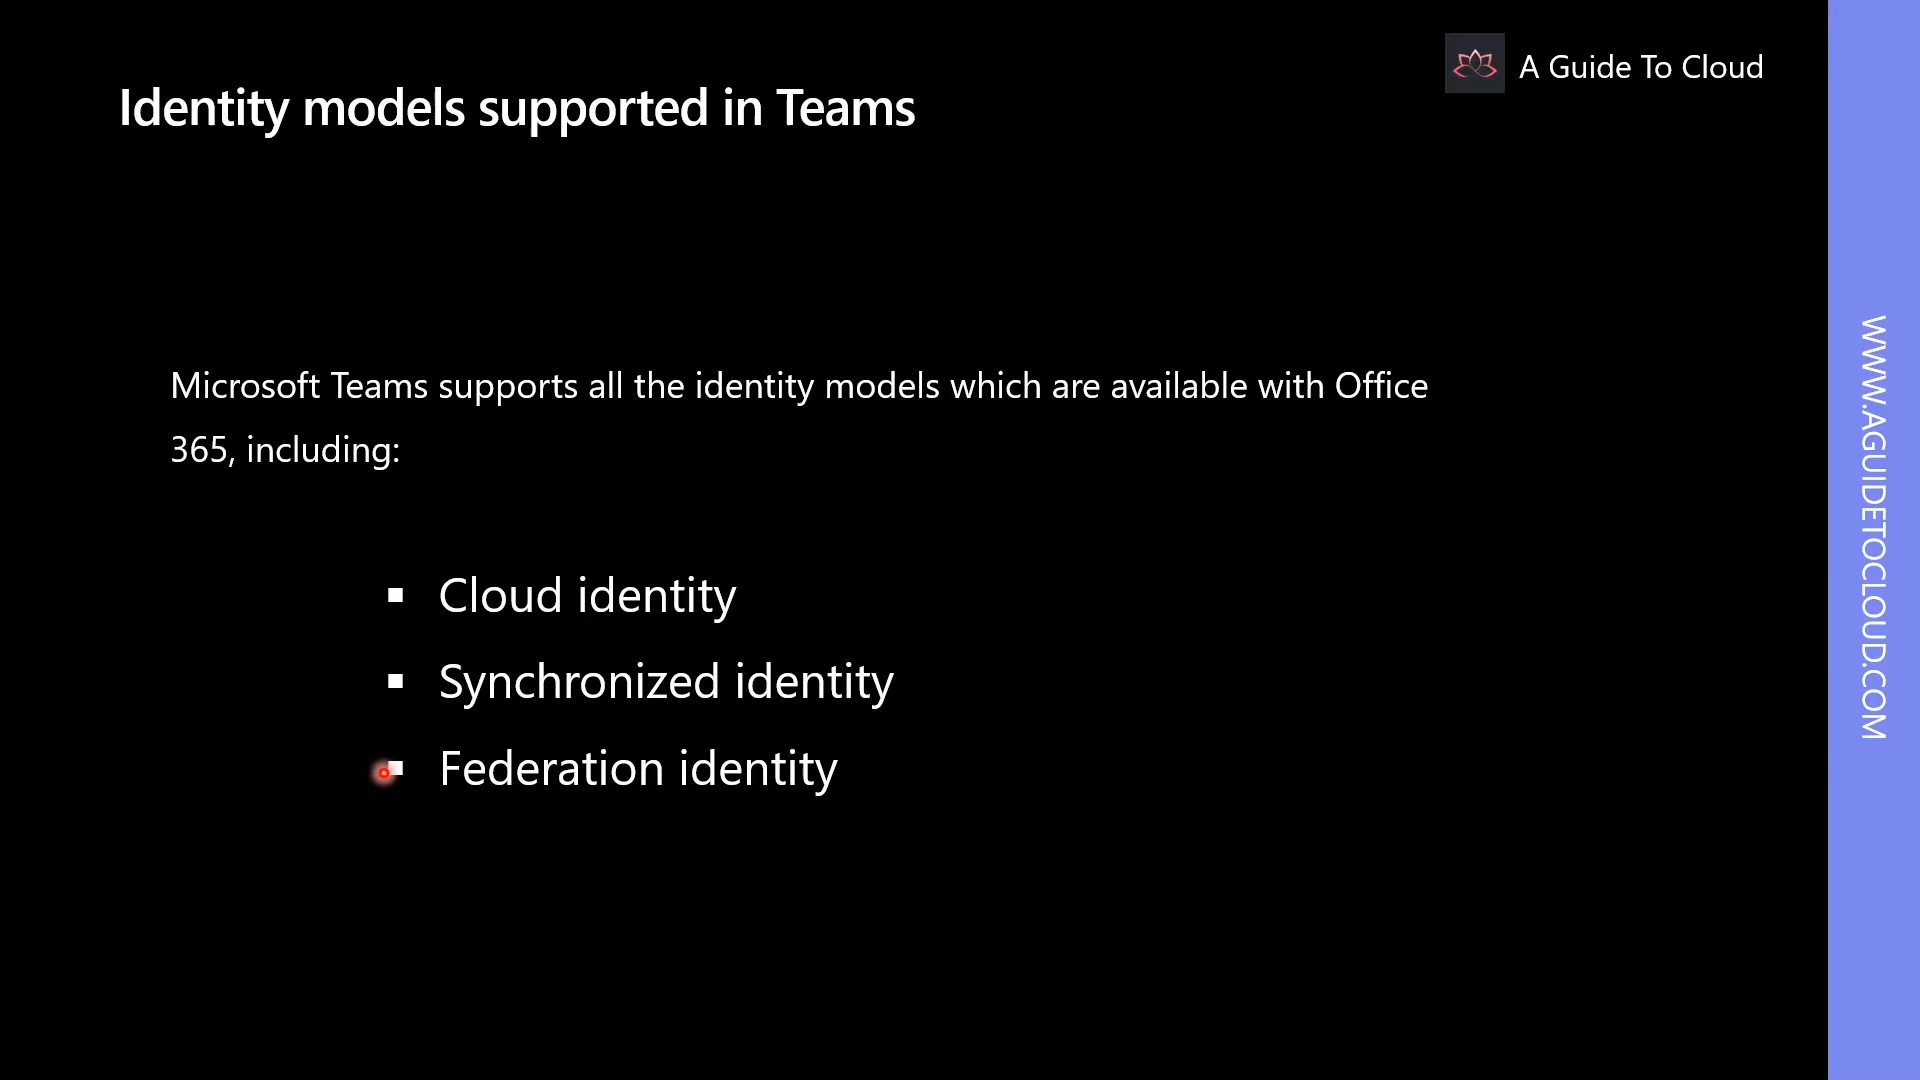 A Guide To Cloud
Identity models supported in Teams
Microsoft Teams supports all the identity models which are available with Office
365, including:
▪ Cloud identity
▪ Synchronized identity
▪ Federation identity
WWW.AGUIDETOCLOUD.COM